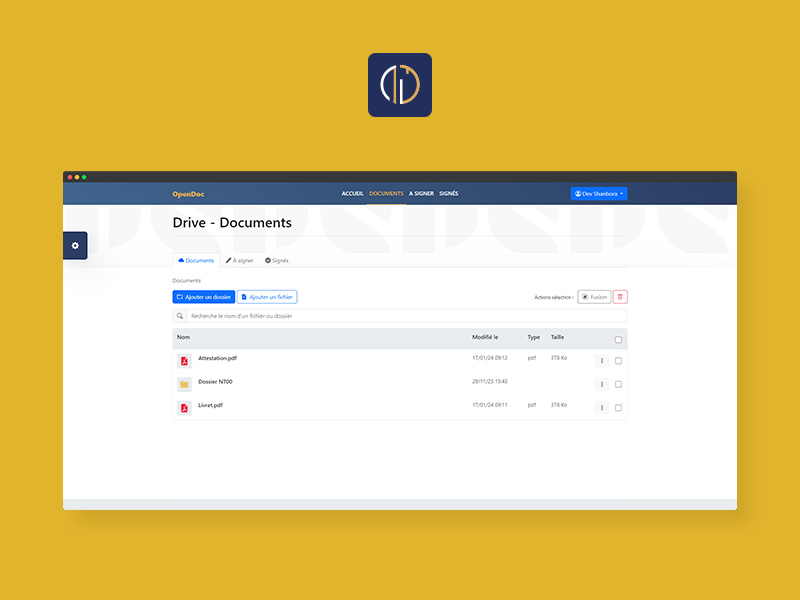 OpenDoc ACCUEIL DOCUMENTS A SIGNER SIGNÉS Dev Shanbora
Drive - Documents
Documents À signer Signés
Documents
Ajouter un dossier Ajouter un fichier Actions sélection : Fusion
Recherche le nom d'un fichier ou dossier
Nom Modifié le Type Taille
Attestation.pdf 17/01/24 09:12 pdf 378 Ko
Dossier N700 29/11/23 15:43
Livret.pdf 17/01/24 09:11 pdf 378 Ko